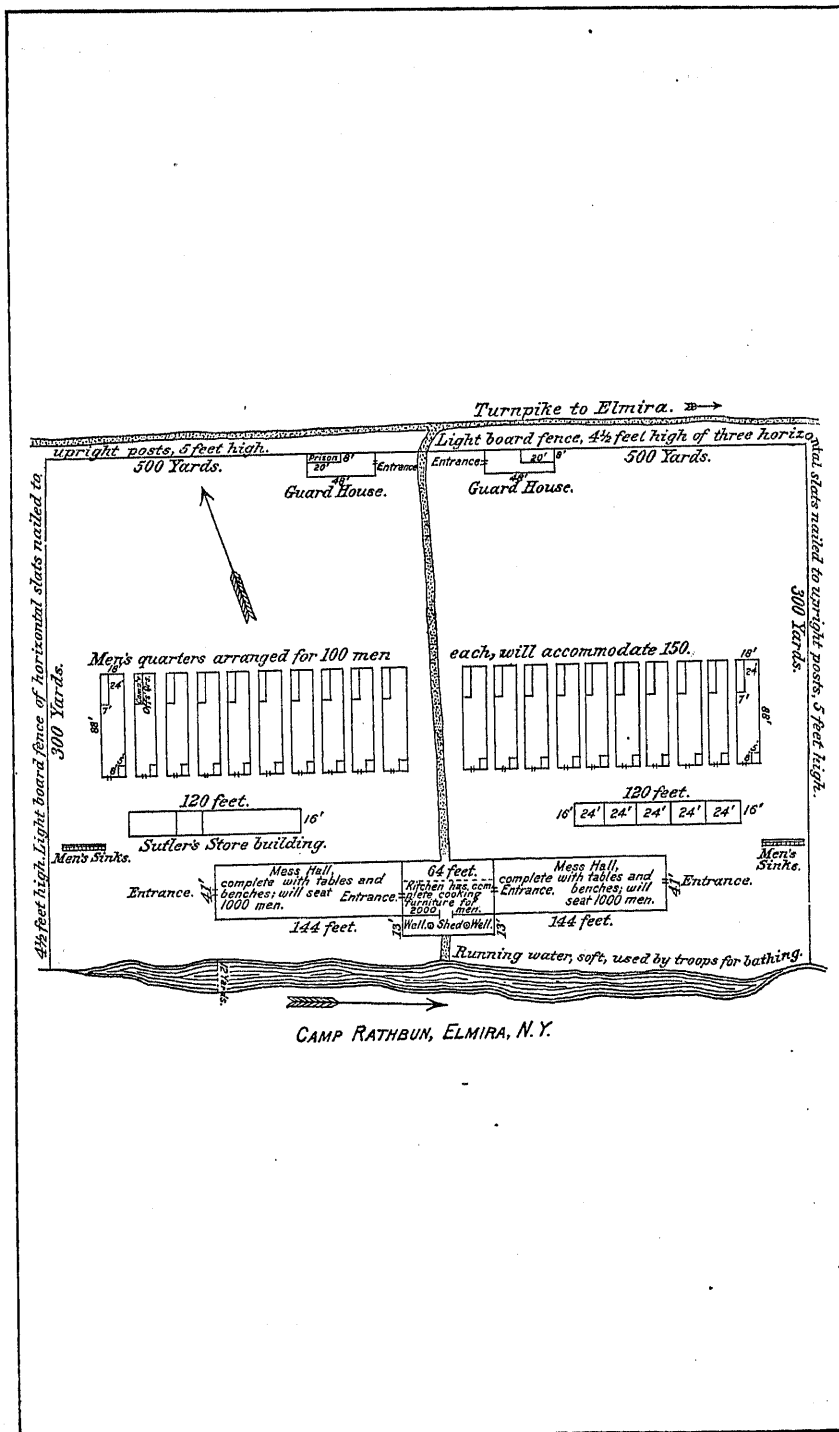 Turnpike to Elmira.
upright posts, 5 feet high.
Light board fence, 4½ feet high of three horizontal slats nailed to upright posts, 5 feet high.
500 Yards.
Prison 8'
20'
48'
Entrance
Guard House.
Entrance
20' 8'
48'
Guard House.
500 Yards.
4½ feet high. Light board fence of horizontal slats nailed to
300 Yards.
300 Yards.
Men's quarters arranged for 100 men
each, will accommodate 150.
18'
24'
7'
88'
18'
24
7'
88'
120 feet.
16'
Sutler's Store building.
Men's Sinks.
120 feet.
16' 24' 24' 24' 24' 24' 16'
Men's
Sinks.
Entrance.
41'
Mess Hall,
complete with tables and
benches; will seat
1000 men.
144 feet.
Entrance.
64 feet.
Kitchen has com
plete cooking
furniture for
2000 men.
Entrance.
13'
Well. Shed Well.
13'
Mess Hall,
complete with tables and
benches; will
seat 1000 men.
144 feet.
41'
Entrance.
Running water, soft, used by troops for bathing.
12 Yards.
CAMP RATHBUN, ELMIRA, N.Y.